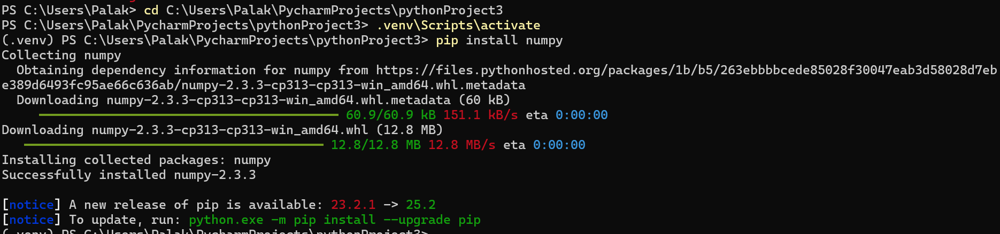 PS C:\Users\Palak> cd C:\Users\Palak\PycharmProjects\pythonProject3
PS C:\Users\Palak\PycharmProjects\pythonProject3> .venv\Scripts\activate
(.venv) PS C:\Users\Palak\PycharmProjects\pythonProject3> pip install numpy
Collecting numpy
  Obtaining dependency information for numpy from https://files.pythonhosted.org/packages/1b/b5/263ebbbbcede85028f30047eab3d58028d7eb
e389d6493fc95ae66c636ab/numpy-2.3.3-cp313-cp313-win_amd64.whl.metadata
  Downloading numpy-2.3.3-cp313-cp313-win_amd64.whl.metadata (60 kB)
60.9/60.9 kB 151.1 kB/s eta 0:00:00
Downloading numpy-2.3.3-cp313-cp313-win_amd64.whl (12.8 MB)
12.8/12.8 MB 12.8 MB/s eta 0:00:00
Installing collected packages: numpy
Successfully installed numpy-2.3.3
[notice] A new release of pip is available: 23.2.1 -> 25.2
[notice] To update, run: python.exe -m pip install --upgrade pip
(.venv) PS C:\Users\Palak\PycharmProjects\pythonProject3>